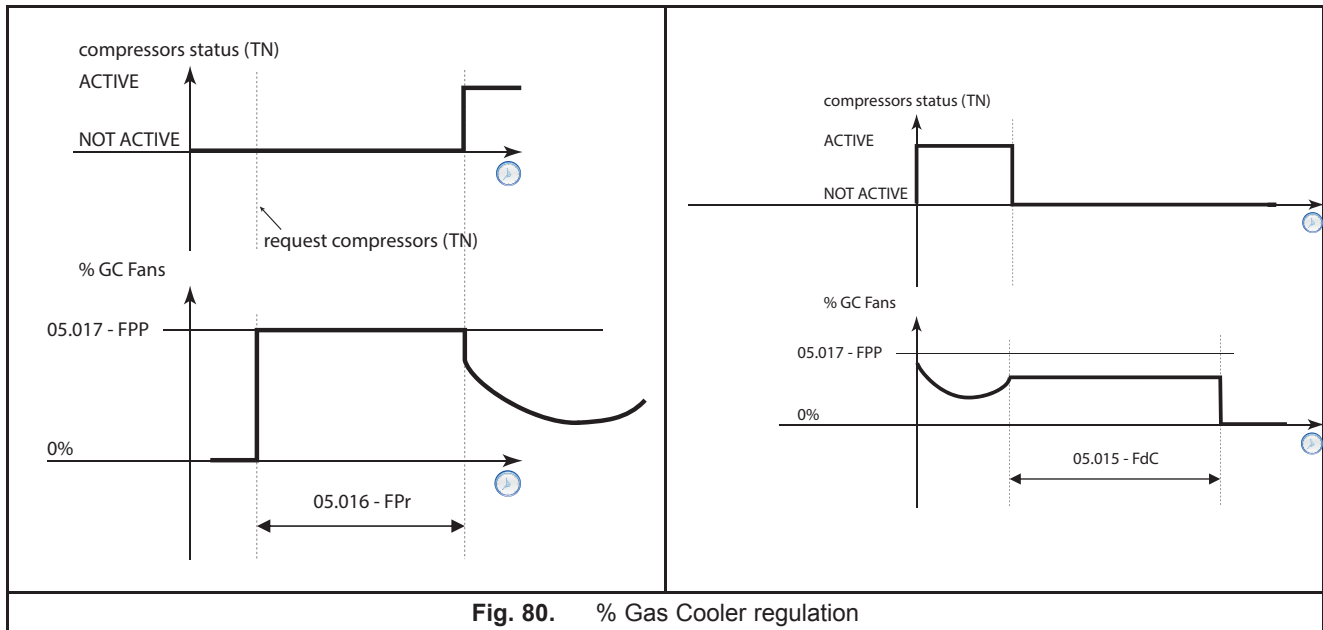 compressors status (TN)
ACTIVE
NOT ACTIVE
request compressors (TN)
% GC Fans
05.017 - FPP
0%
05.016 - FPr
compressors status (TN)
ACTIVE
NOT ACTIVE
% GC Fans
05.017 - FPP
0%
05.015 - FdC
Fig. 80. % Gas Cooler regulation